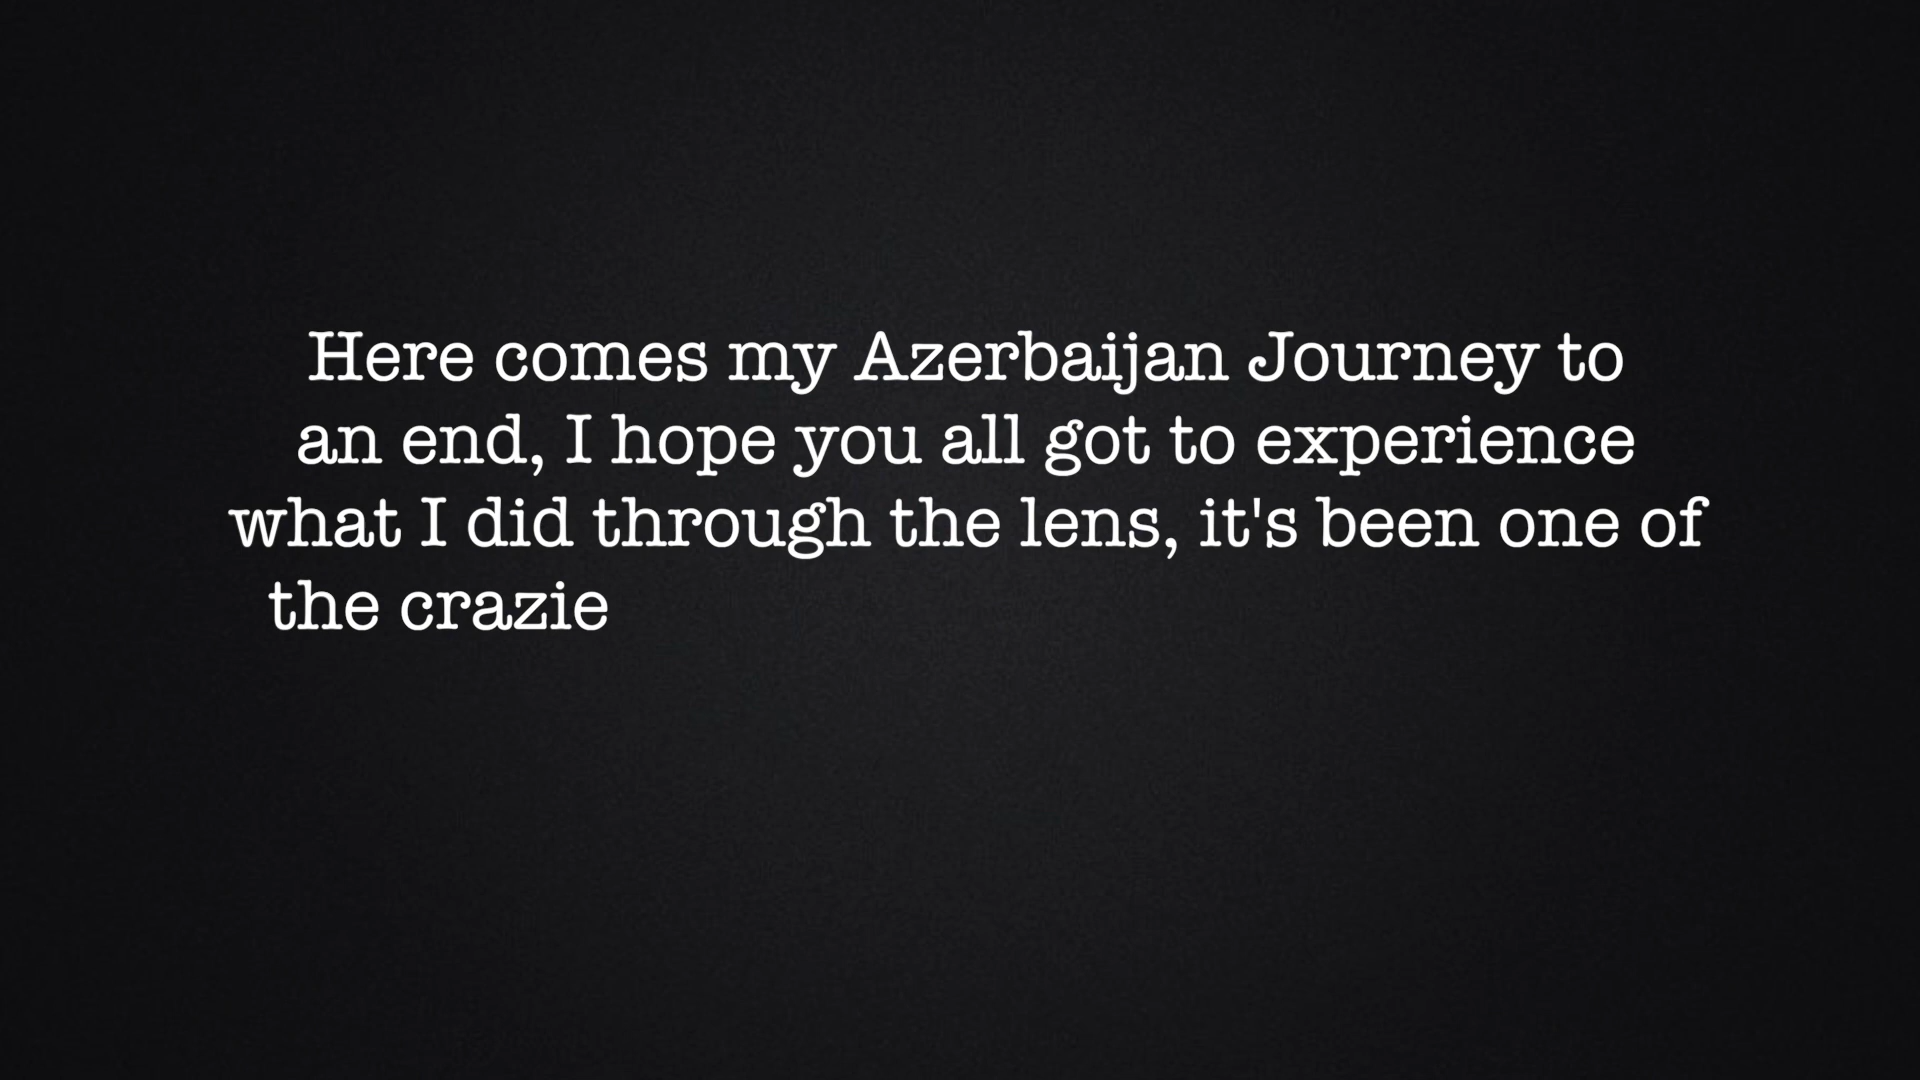 Here comes my Azerbaijan Journey to
an end, I hope you all got to experience
what I did through the lens, it's been one of
the crazie